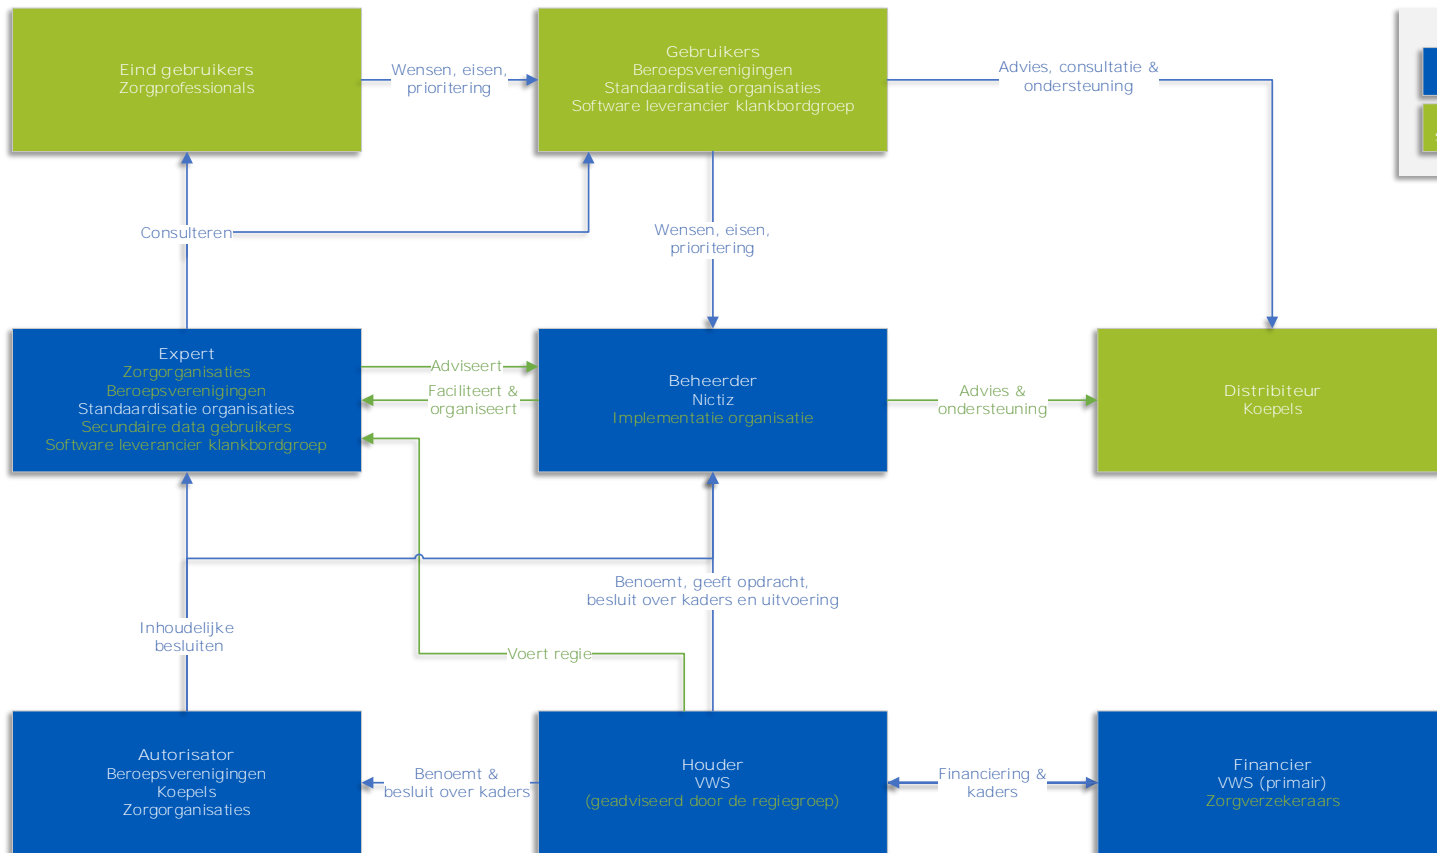 Eind gebruikers
Zorgprofessionals
Wensen, eisen,
prioritering
Gebruikers
Beroepsverenigingen
Standaardisatie organisaties
Software leverancier klankbordgroep
Advies, consultatie &
ondersteuning
Consulteren
Wensen, eisen,
prioritering
Expert
Zorgorganisaties
Beroepsverenigingen
Standaardisatie organisaties
Secundaire data gebruikers
Software leverancier klankbordgroep
Adviseert
Faciliteert &
organiseert
Beheerder
Nictiz
Implementatie organisatie
Advies &
ondersteuning
Distribiteur
Koepels
Benoemt, geeft opdracht,
besluit over kaders en uitvoering
Inhoudelijke
besluiten
Voert regie
Autorisator
Beroepsverenigingen
Koepels
Zorgorganisaties
Benoemt &
besluit over kaders
Houder
VWS
(geadviseerd door de regiegroep)
Financiering &
kaders
Financier
VWS (primair)
Zorgverzekeraars